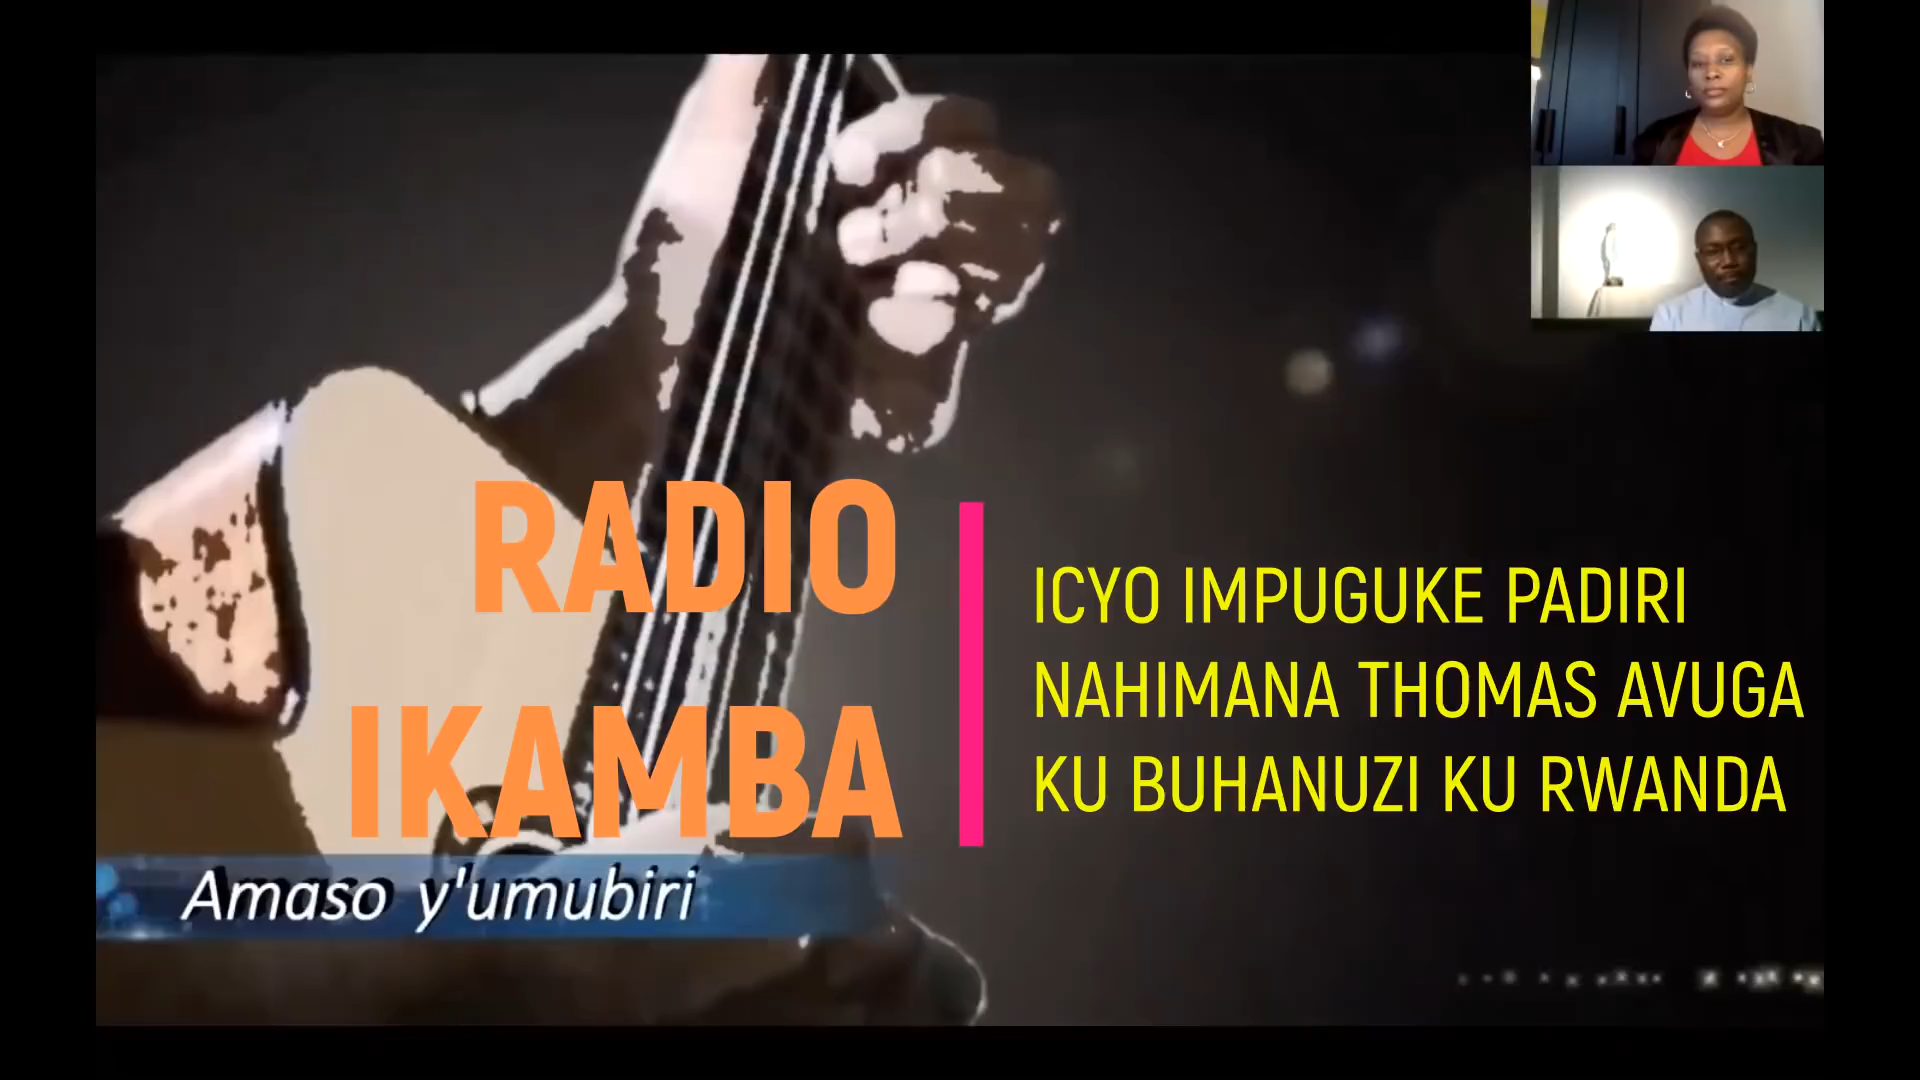 RADIO
IKAMBA
ICYO IMPUGUKE PADIRI
NAHIMANA THOMAS AVUGA
KU BUHANUZI KU RWANDA
Amaso y'umubiri